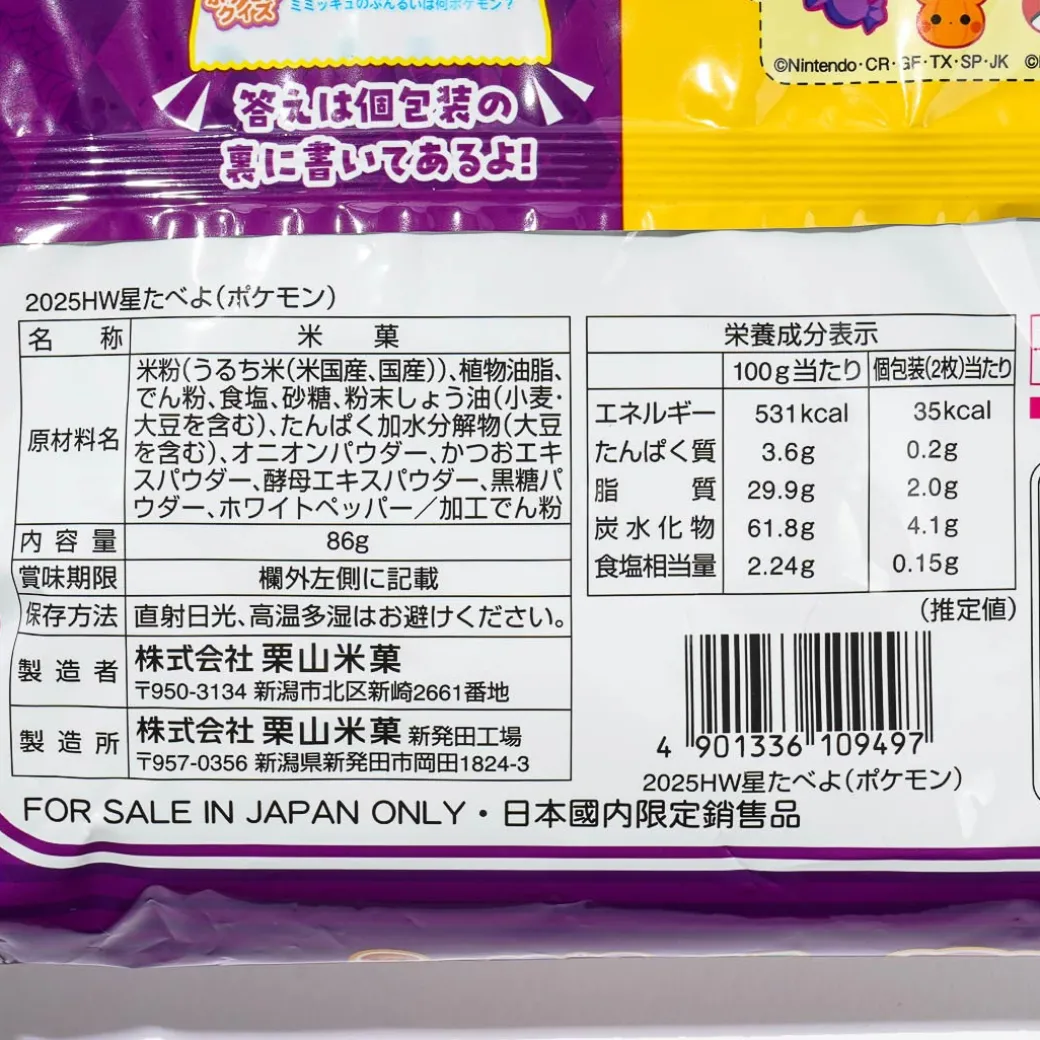 クイズ
ミミッキュのぶんるいは何ポケモン?
©Nintendo・CR・GF・TX・SP・JK ©
答えは個包装の
裏に書いてあるよ!
2025HW星たべよ(ポケモン)
名称 米菓
原材料名
米粉(うるち米(米国産、国産))、植物油脂、
でん粉、食塩、砂糖、粉末しょう油(小麦・
大豆を含む)、たんぱく加水分解物(大豆
を含む)、オニオンパウダー、かつおエキ
スパウダー、酵母エキスパウダー、黒糖パ
ウダー、ホワイトペッパー/加工でん粉
内容量 86g
賞味期限 欄外左側に記載
保存方法 直射日光、高温多湿はお避けください。
製造者 株式会社 栗山米菓
〒950-3134 新潟市北区新崎2661番地
製造所 株式会社 栗山米菓 新発田工場
〒957-0356 新潟県新発田市岡田1824-3
栄養成分表示
100g当たり 個包装(2枚)当たり
エネルギー 531kcal 35kcal
たんぱく質 3.6g 0.2g
脂質 29.9g 2.0g
炭水化物 61.8g 4.1g
食塩相当量 2.24g 0.15g
(推定値)
4 901336 109497
2025HW星たべよ(ポケモン)
FOR SALE IN JAPAN ONLY・日本國内限定銷售品